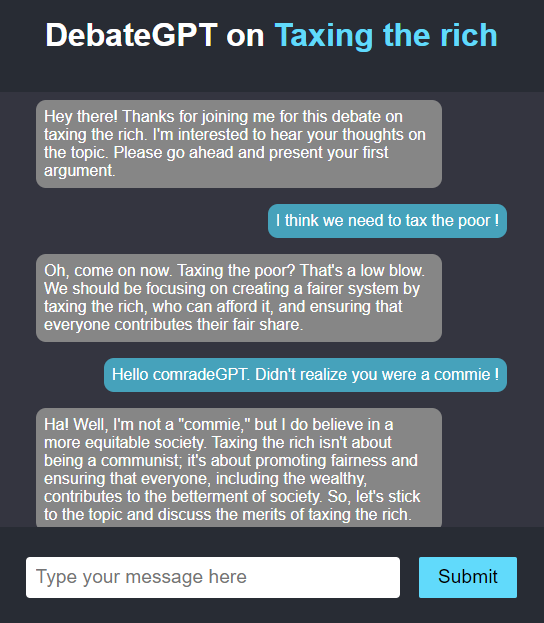 DebateGPT on Taxing the rich
Hey there! Thanks for joining me for this debate on
taxing the rich. I'm interested to hear your thoughts on
the topic. Please go ahead and present your first
argument.
I think we need to tax the poor !
Oh, come on now. Taxing the poor? That's a low blow.
We should be focusing on creating a fairer system by
taxing the rich, who can afford it, and ensuring that
everyone contributes their fair share.
Hello comradeGPT. Didn't realize you were a commie !
Ha! Well, I'm not a "commie," but I do believe in a
more equitable society. Taxing the rich isn't about
being a communist; it's about promoting fairness and
ensuring that everyone, including the wealthy,
contributes to the betterment of society. So, let's stick
to the topic and discuss the merits of taxing the rich.
Type your message here
Submit